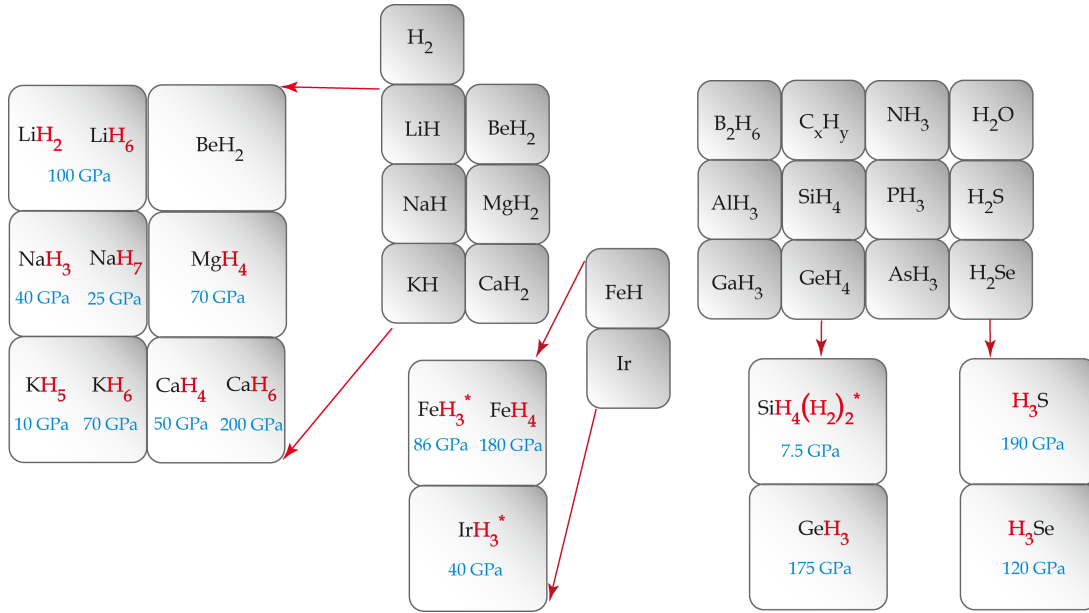 H₂
LiH BeH₂
NaH MgH₂
KH CaH₂
LiH₂ LiH₆
100 GPa
BeH₂
NaH₃ NaH₇
40 GPa 25 GPa
MgH₄
70 GPa
KH₅ KH₆
10 GPa 70 GPa
CaH₄ CaH₆
50 GPa 200 GPa
FeH
Ir
FeH₃* FeH₄
86 GPa 180 GPa
IrH₃*
40 GPa
B₂H₆ CₓHᵧ NH₃ H₂O
AlH₃ SiH₄ PH₃ H₂S
GaH₃ GeH₄ AsH₃ H₂Se
SiH₄(H₂)₂*
7.5 GPa
GeH₃
175 GPa
H₃S
190 GPa
H₃Se
120 GPa